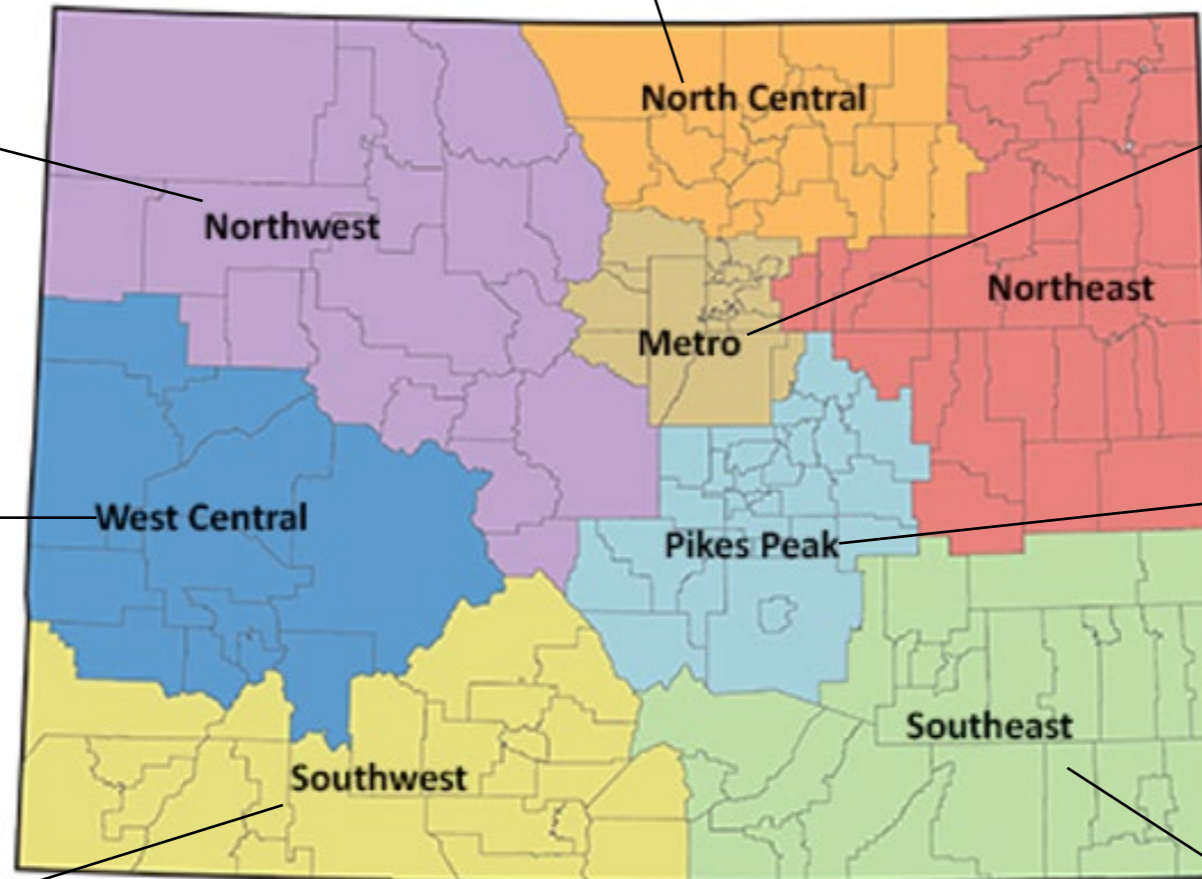 North Central
Northwest
Northeast
Metro
West Central
Pikes Peak
Southeast
Southwest